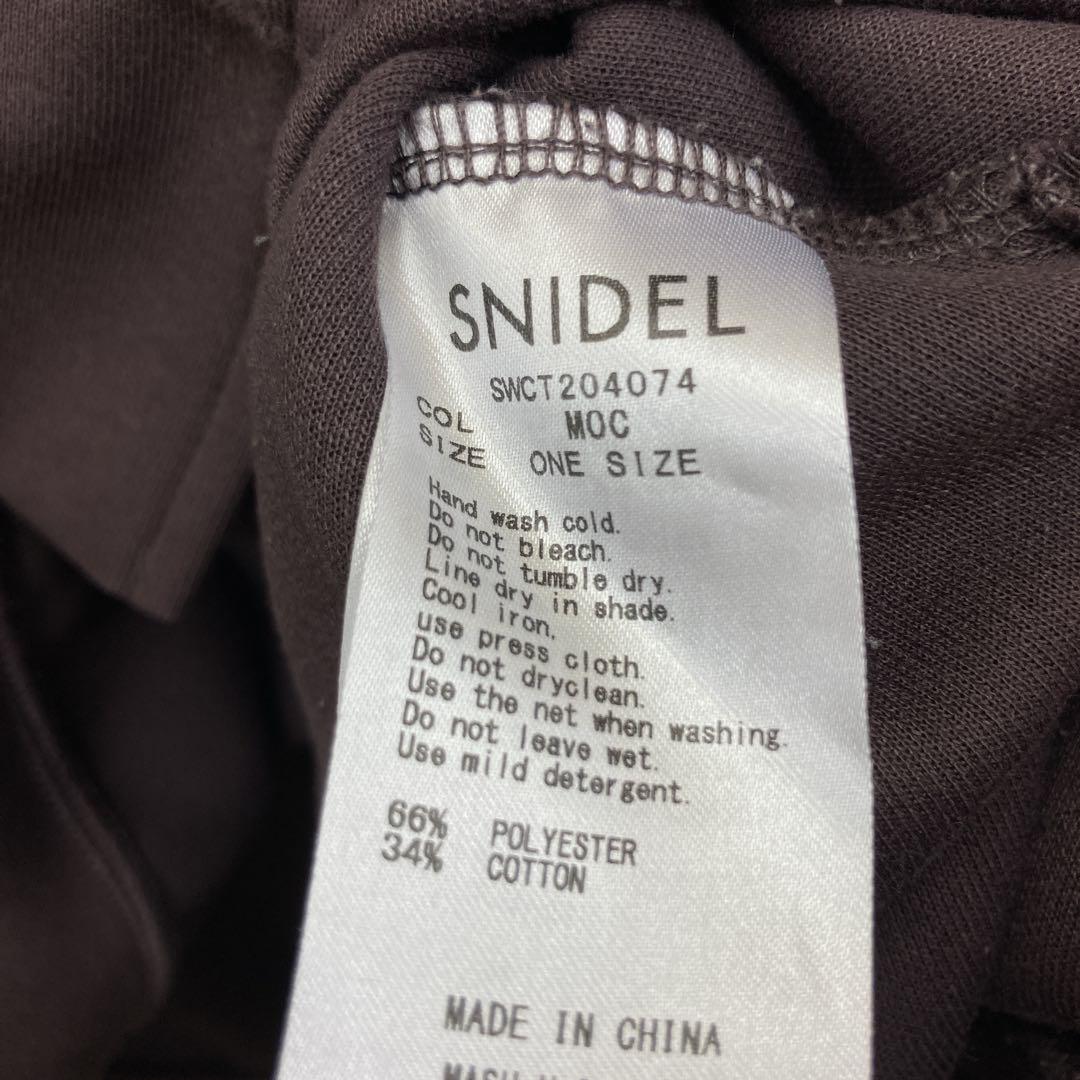 SNIDEL
SWCT204074
COL MOC
SIZE ONE SIZE
Hand wash cold.
Do not bleach.
Do not tumble dry.
Line dry in shade.
Cool iron.
use press cloth.
Do not dryclean.
Use the net when washing.
Do not leave wet.
Use mild detergent.
66% POLYESTER
34% COTTON
MADE IN CHINA